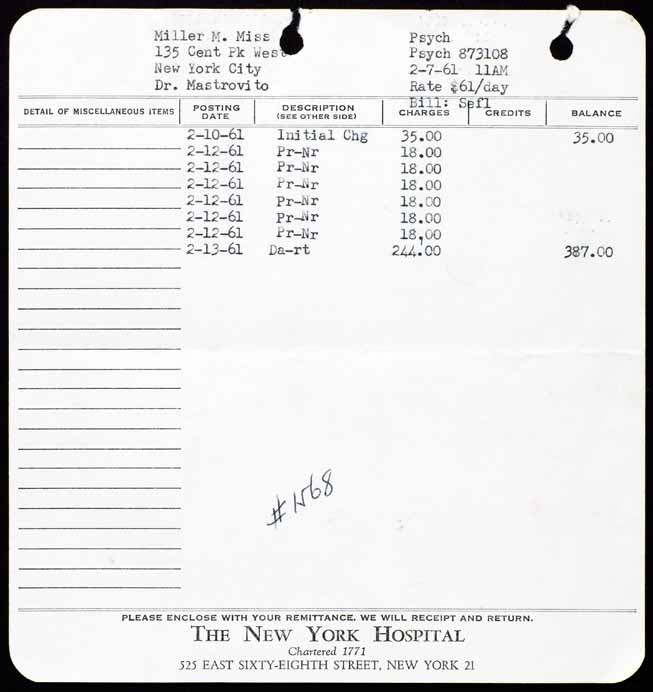 Miller M. Miss Psych
135 Cent Pk West Psych 873108
New York City 2-7-61 11AM
Dr. Mastrovito Rate $61/day
Bill: Sefl
DETAIL OF MISCELLANEOUS ITEMS POSTING DATE DESCRIPTION (SEE OTHER SIDE) CHARGES CREDITS BALANCE
2-10-61 Initial Chg 35.00 35.00
2-12-61 Pr-Nr 18.00
2-12-61 Pr-Nr 18.00
2-12-61 Pr-Nr 18.00
2-12-61 Pr-Nr 18.00
2-12-61 Pr-Nr 18.00
2-12-61 Pr-Nr 18,00
2-13-61 Da-rt 244.00 387.00
PLEASE ENCLOSE WITH YOUR REMITTANCE. WE WILL RECEIPT AND RETURN.
THE NEW YORK HOSPITAL
Chartered 1771
525 EAST SIXTY-EIGHTH STREET, NEW YORK 21